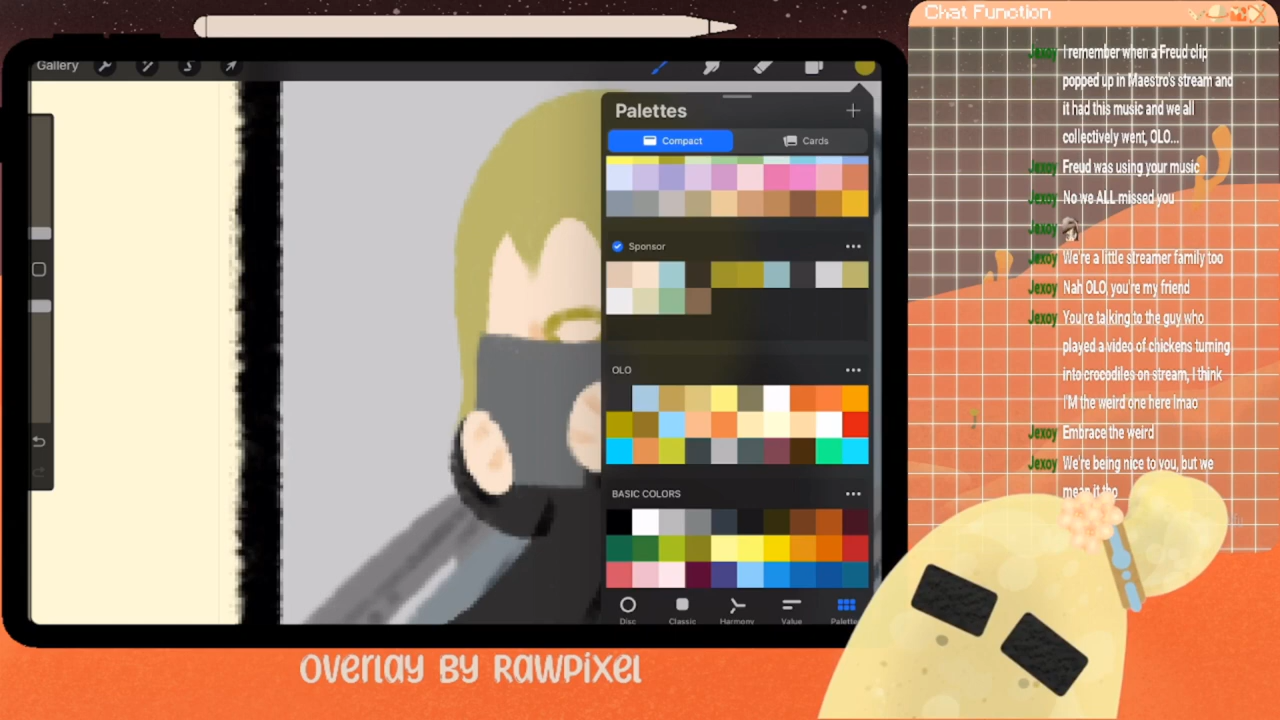 Chat Function
Gallery
Palettes
Compact
Cards
Sponsor
OLO
BASIC COLORS
Disc
Classic
Harmony
Value
Jexoy I remember when a Freud clip
popped up in Maestro's stream and
it had this music and we all
collectively went, OLO...
Jexoy Freud was using your music
Jexoy No we ALL missed you
Jexoy
Jexoy We're a little streamer family too
Jexoy Nah OLO, you're my friend
Jexoy You're talking to the guy who
played a video of chickens turning
into crocodiles on stream, I think
I'M the weird one here lmao
Jexoy Embrace the weird
Jexoy We're being nice to you, but we
mean it tho
Overlay by Rawpixel